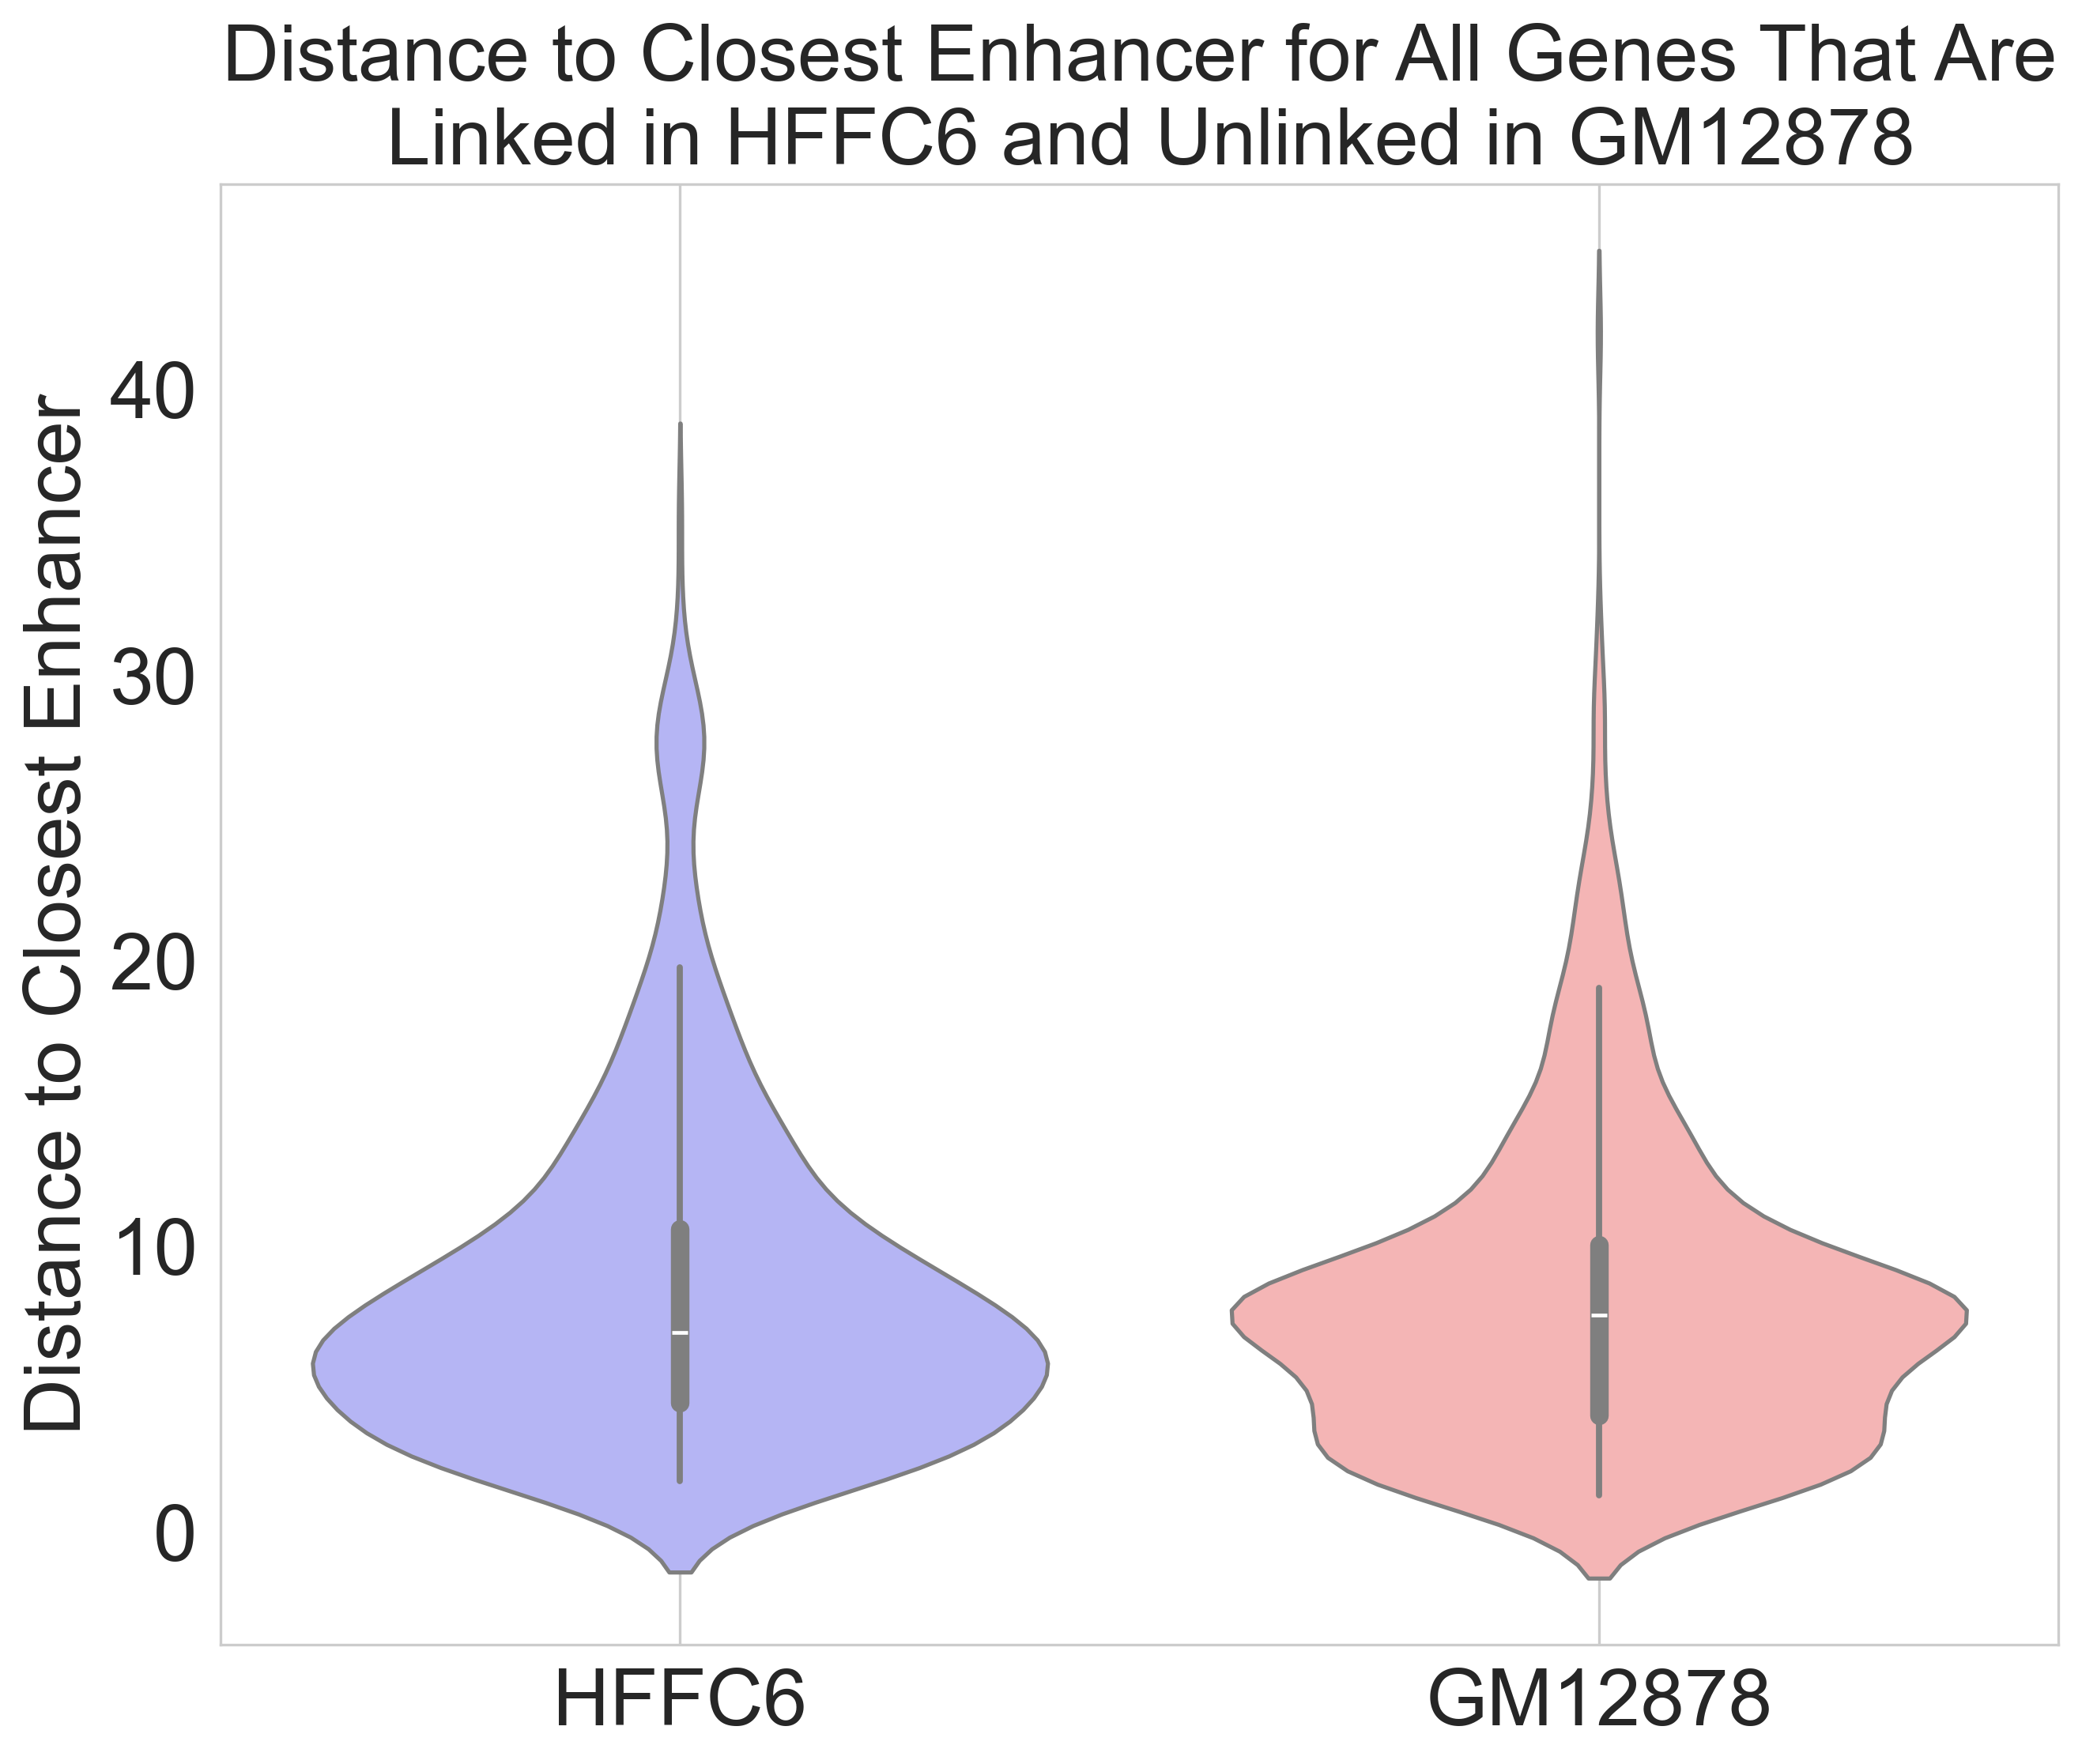 Distance to Closest Enhancer for All Genes That Are
Linked in HFFC6 and Unlinked in GM12878
Distance to Closest Enhancer
40
30
20
10
0
HFFC6
GM12878